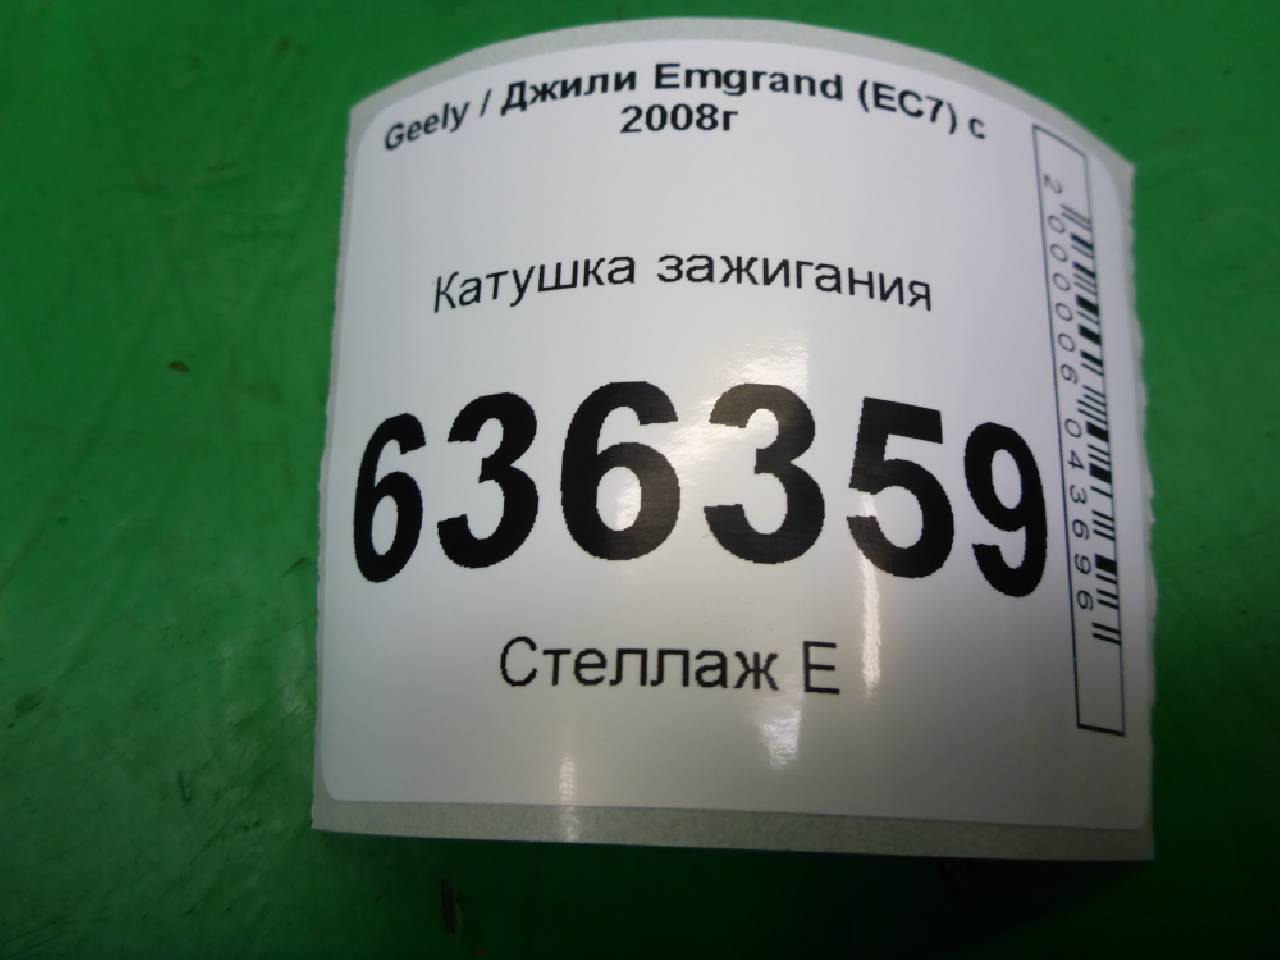 Geely / Джили Emgrand (EC7) с
2008г
Катушка зажигания
636359
Стеллаж Е
2000006043696